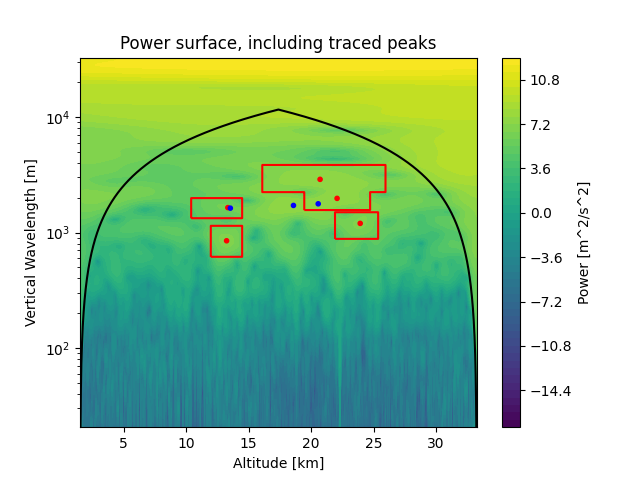 Power surface, including traced peaks
Vertical Wavelength [m]
10^4
10^3
10^2
5 10 15 20 25 30
Altitude [km]
10.8
7.2
3.6
0.0
−3.6
−7.2
−10.8
−14.4
Power [m^2/s^2]